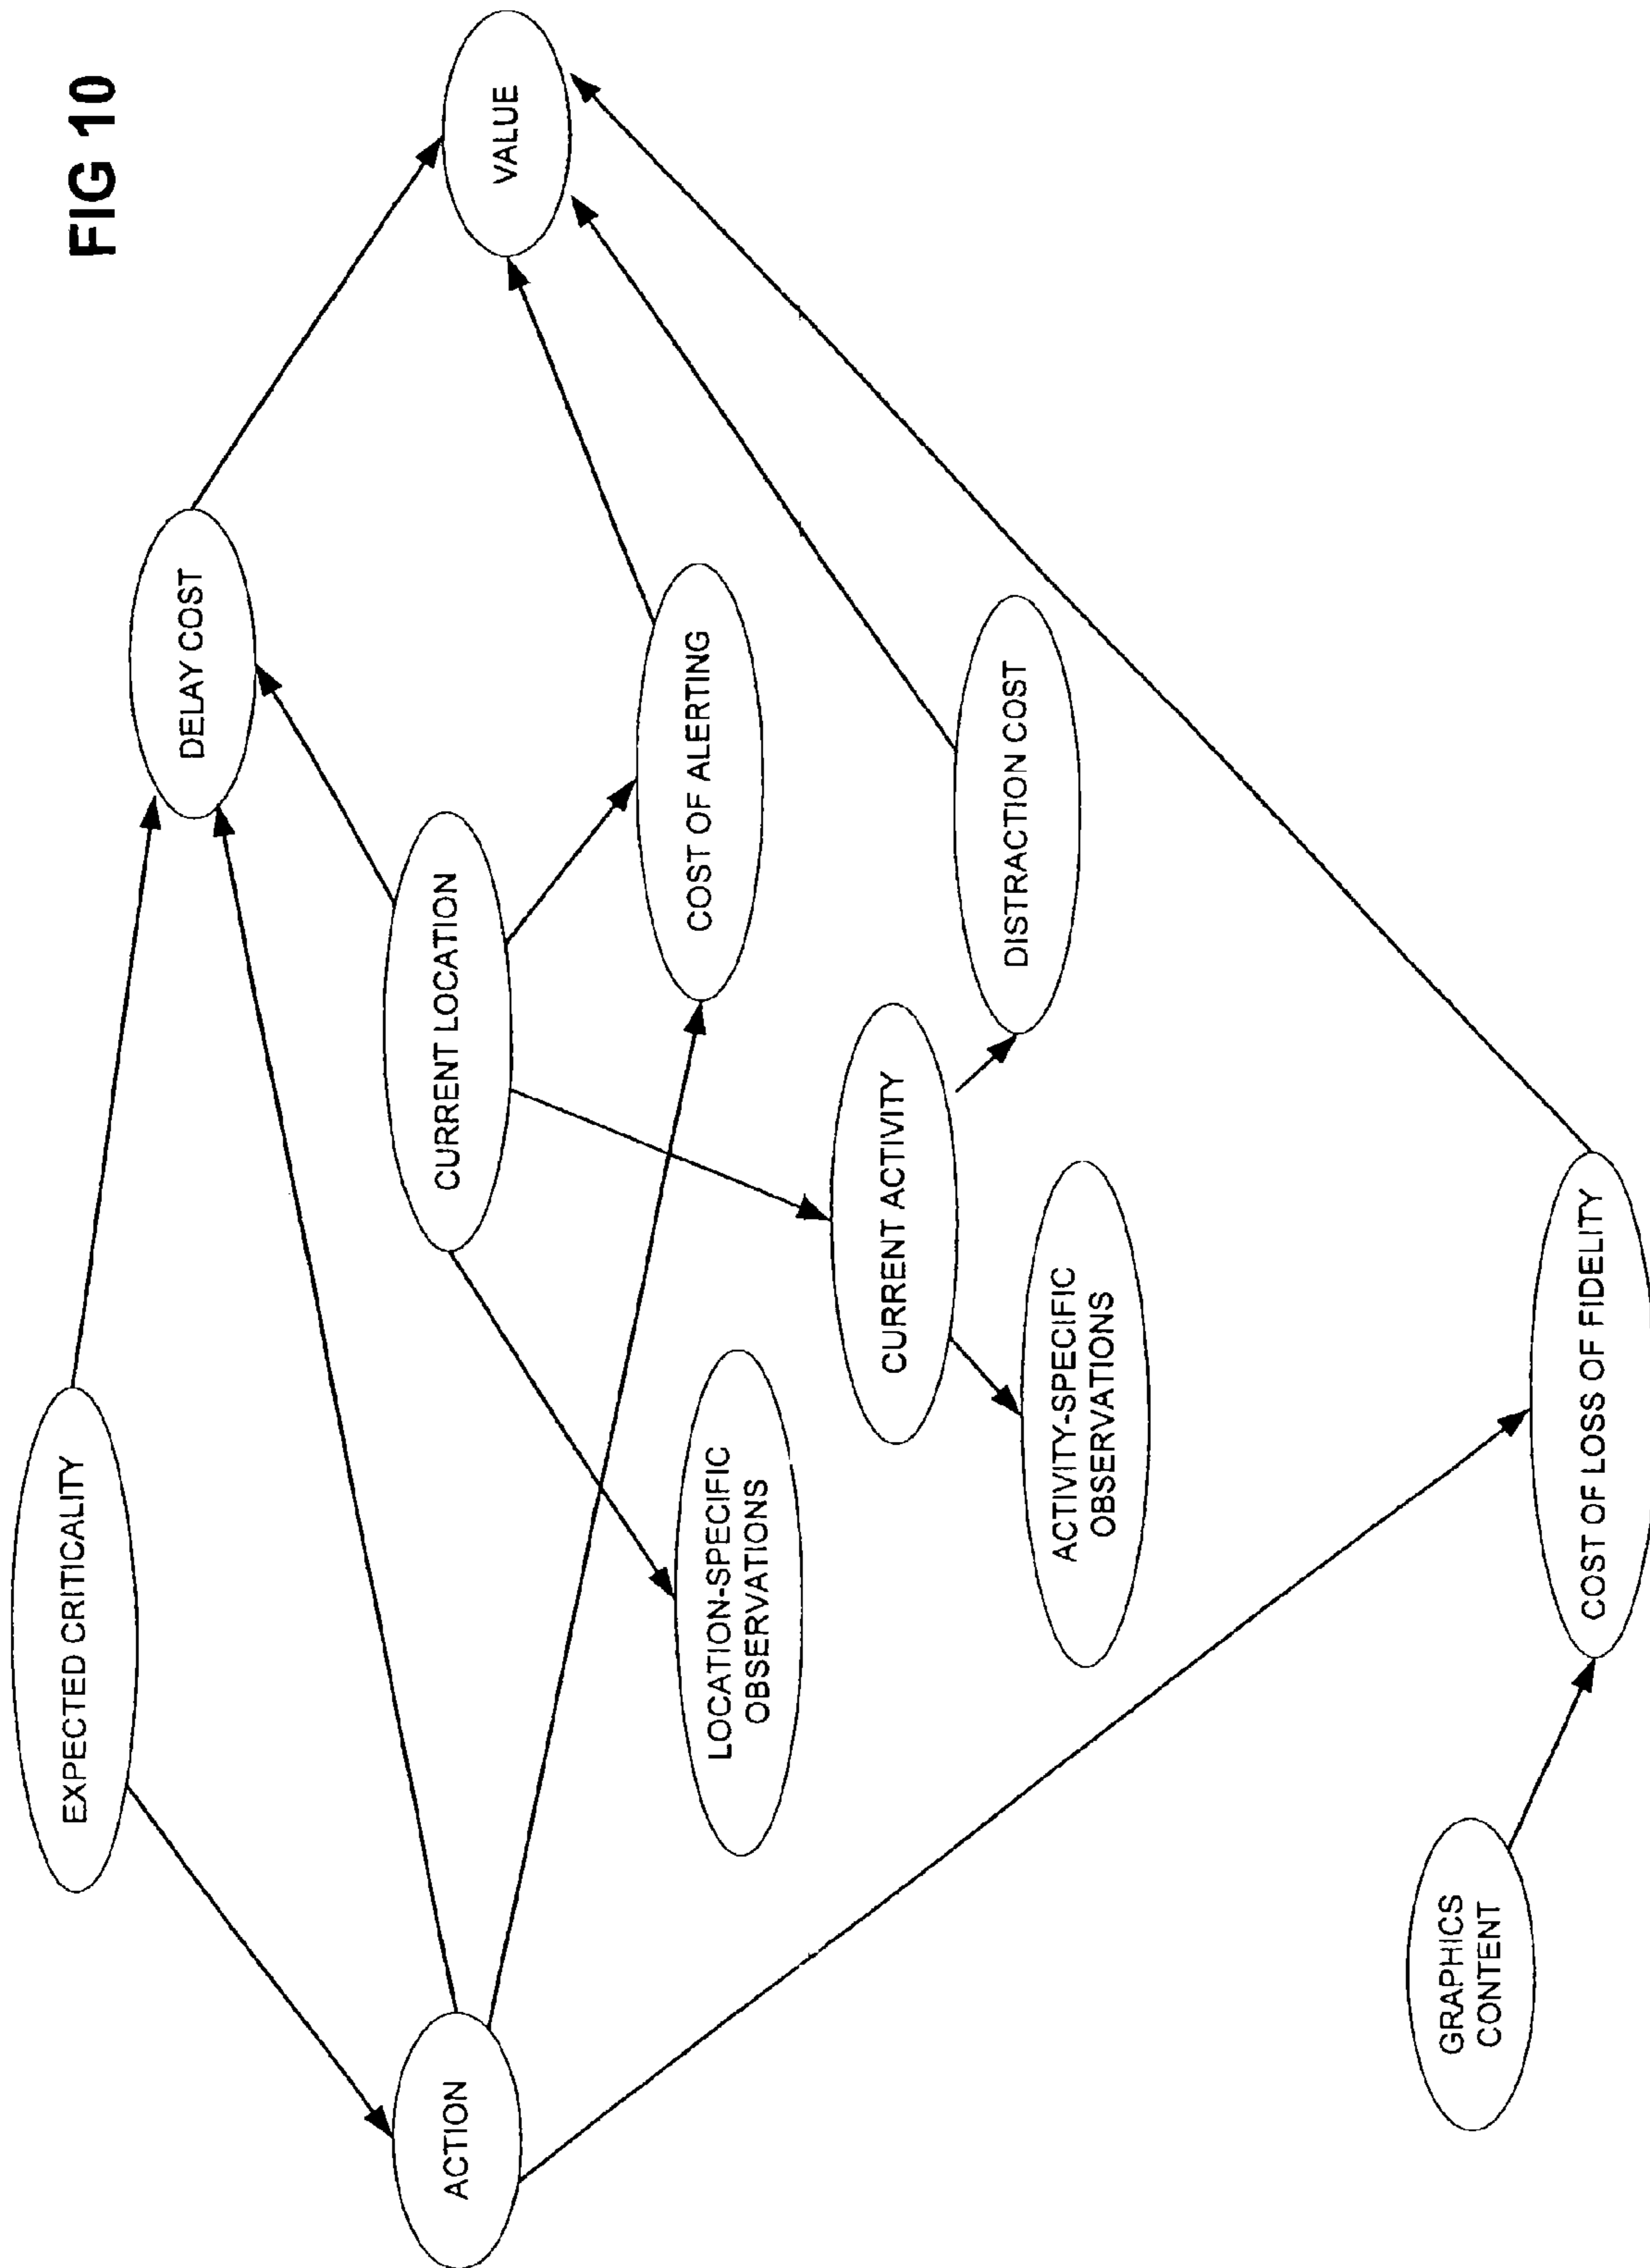 FIG 10
EXPECTED CRITICALITY
DELAY COST
ACTION
CURRENT LOCATION
VALUE
LOCATION-SPECIFIC
OBSERVATIONS
COST OF ALERTING
CURRENT ACTIVITY
ACTIVITY-SPECIFIC
OBSERVATIONS
DISTRACTION COST
GRAPHICS
CONTENT
COST OF LOSS OF FIDELITY